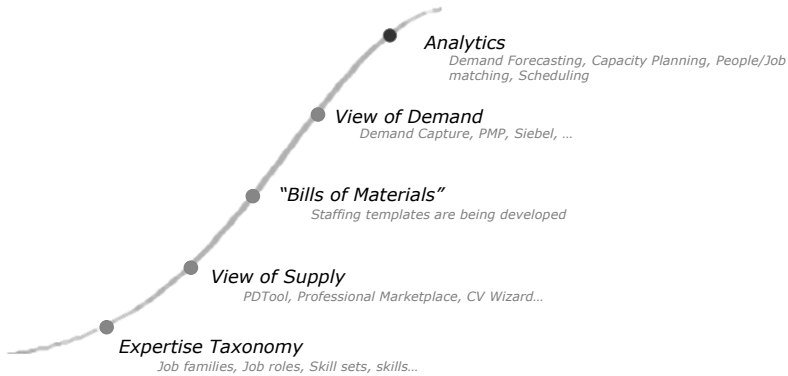 Analytics
Demand Forecasting, Capacity Planning, People/Job
matching, Scheduling
View of Demand
Demand Capture, PMP, Siebel, …
“Bills of Materials”
Staffing templates are being developed
View of Supply
PDTool, Professional Marketplace, CV Wizard…
Expertise Taxonomy
Job families, Job roles, Skill sets, skills…